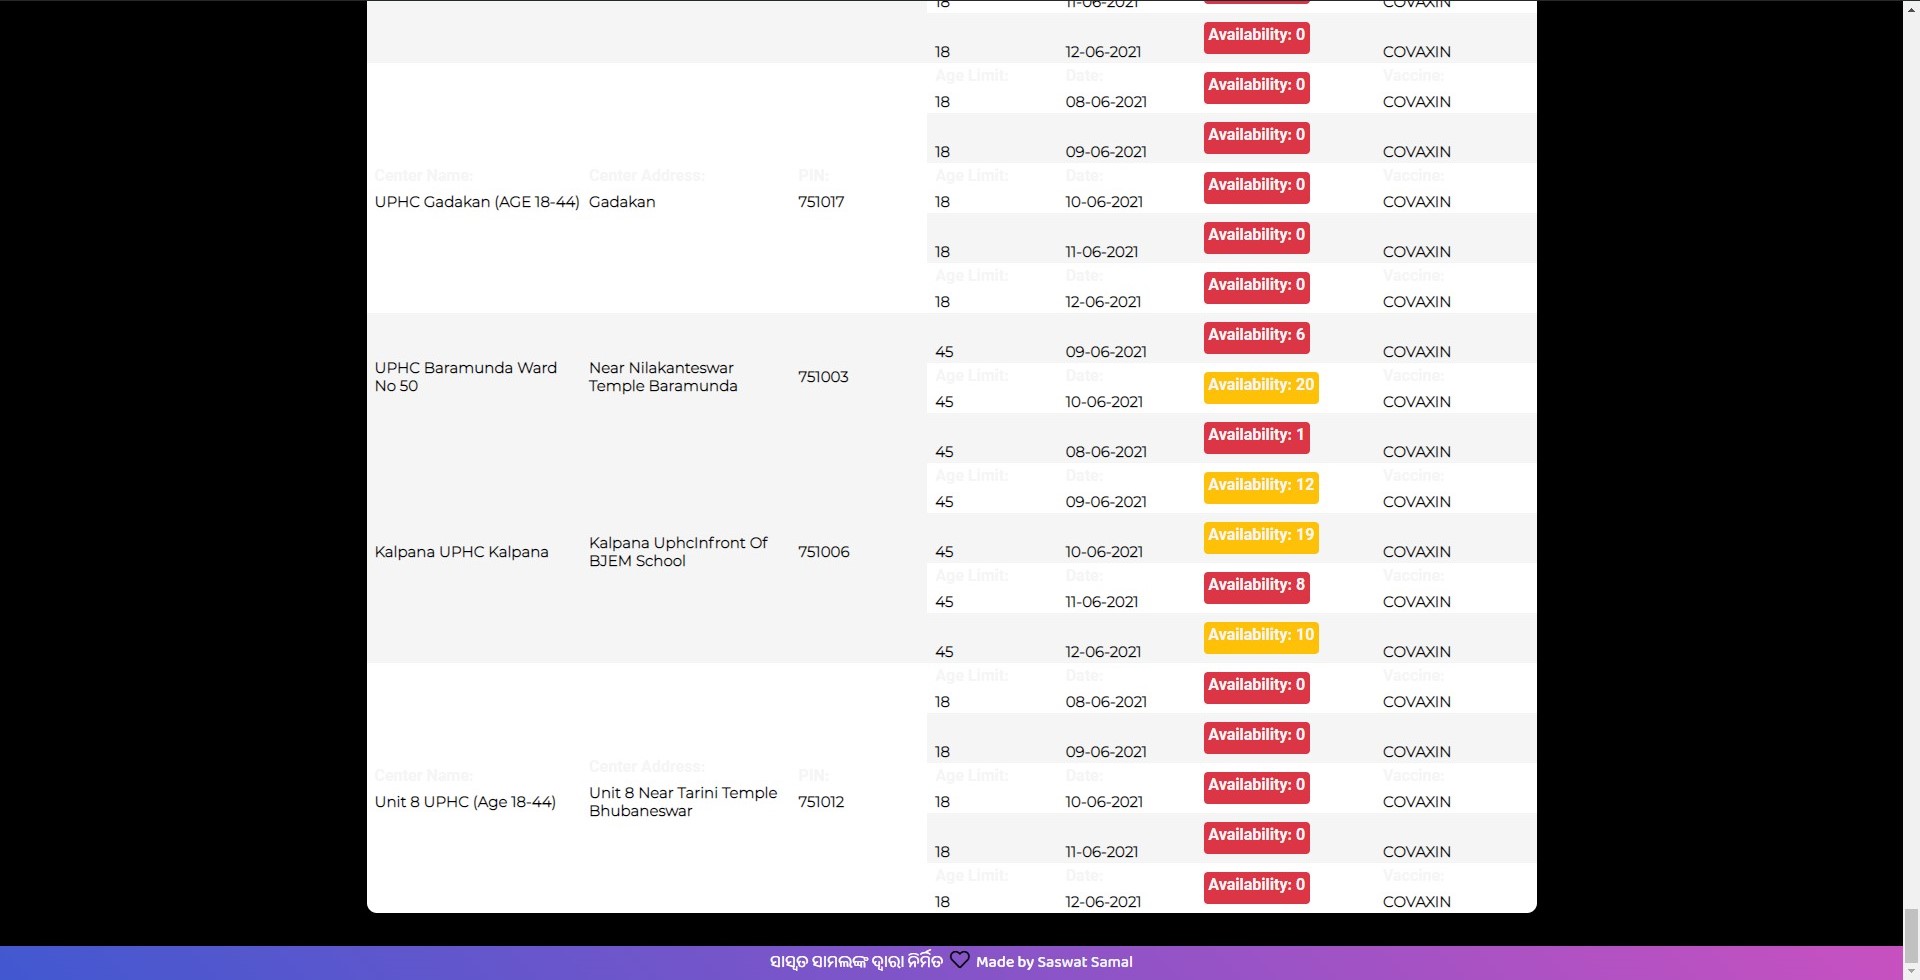 18 11-06-2021 COVAXIN
Availability: 0
18 12-06-2021 COVAXIN
Age Limit: Date: Availability: 0 Vaccine:
18 08-06-2021 COVAXIN
Availability: 0
18 09-06-2021 COVAXIN
Center Name: Center Address: PIN: Age Limit: Date: Availability: 0 Vaccine:
UPHC Gadakan (AGE 18-44) Gadakan 751017 18 10-06-2021 COVAXIN
Availability: 0
18 11-06-2021 COVAXIN
Age Limit: Date: Availability: 0 Vaccine:
18 12-06-2021 COVAXIN
Availability: 6
45 09-06-2021 COVAXIN
UPHC Baramunda Ward
No 50
Near Nilakanteswar
Temple Baramunda
751003
Age Limit: Date: Availability: 20 Vaccine:
45 10-06-2021 COVAXIN
Availability: 1
45 08-06-2021 COVAXIN
Age Limit: Date: Availability: 12 Vaccine:
45 09-06-2021 COVAXIN
Kalpana UPHC Kalpana
Kalpana UphcInfront Of
BJEM School
751006
Availability: 19
45 10-06-2021 COVAXIN
Age Limit: Date: Availability: 8 Vaccine:
45 11-06-2021 COVAXIN
Availability: 10
45 12-06-2021 COVAXIN
Age Limit: Date: Availability: 0 Vaccine:
18 08-06-2021 COVAXIN
Availability: 0
18 09-06-2021 COVAXIN
Center Name: Center Address: PIN:
Unit 8 UPHC (Age 18-44)
Unit 8 Near Tarini Temple
Bhubaneswar
751012
Age Limit: Date: Availability: 0 Vaccine:
18 10-06-2021 COVAXIN
Availability: 0
18 11-06-2021 COVAXIN
Age Limit: Date: Availability: 0 Vaccine:
18 12-06-2021 COVAXIN
ସାସ୍ୱତ ସାମଲଙ୍କ ଦ୍ୱାରା ନିର୍ମିତ ♡ Made by Saswat Samal